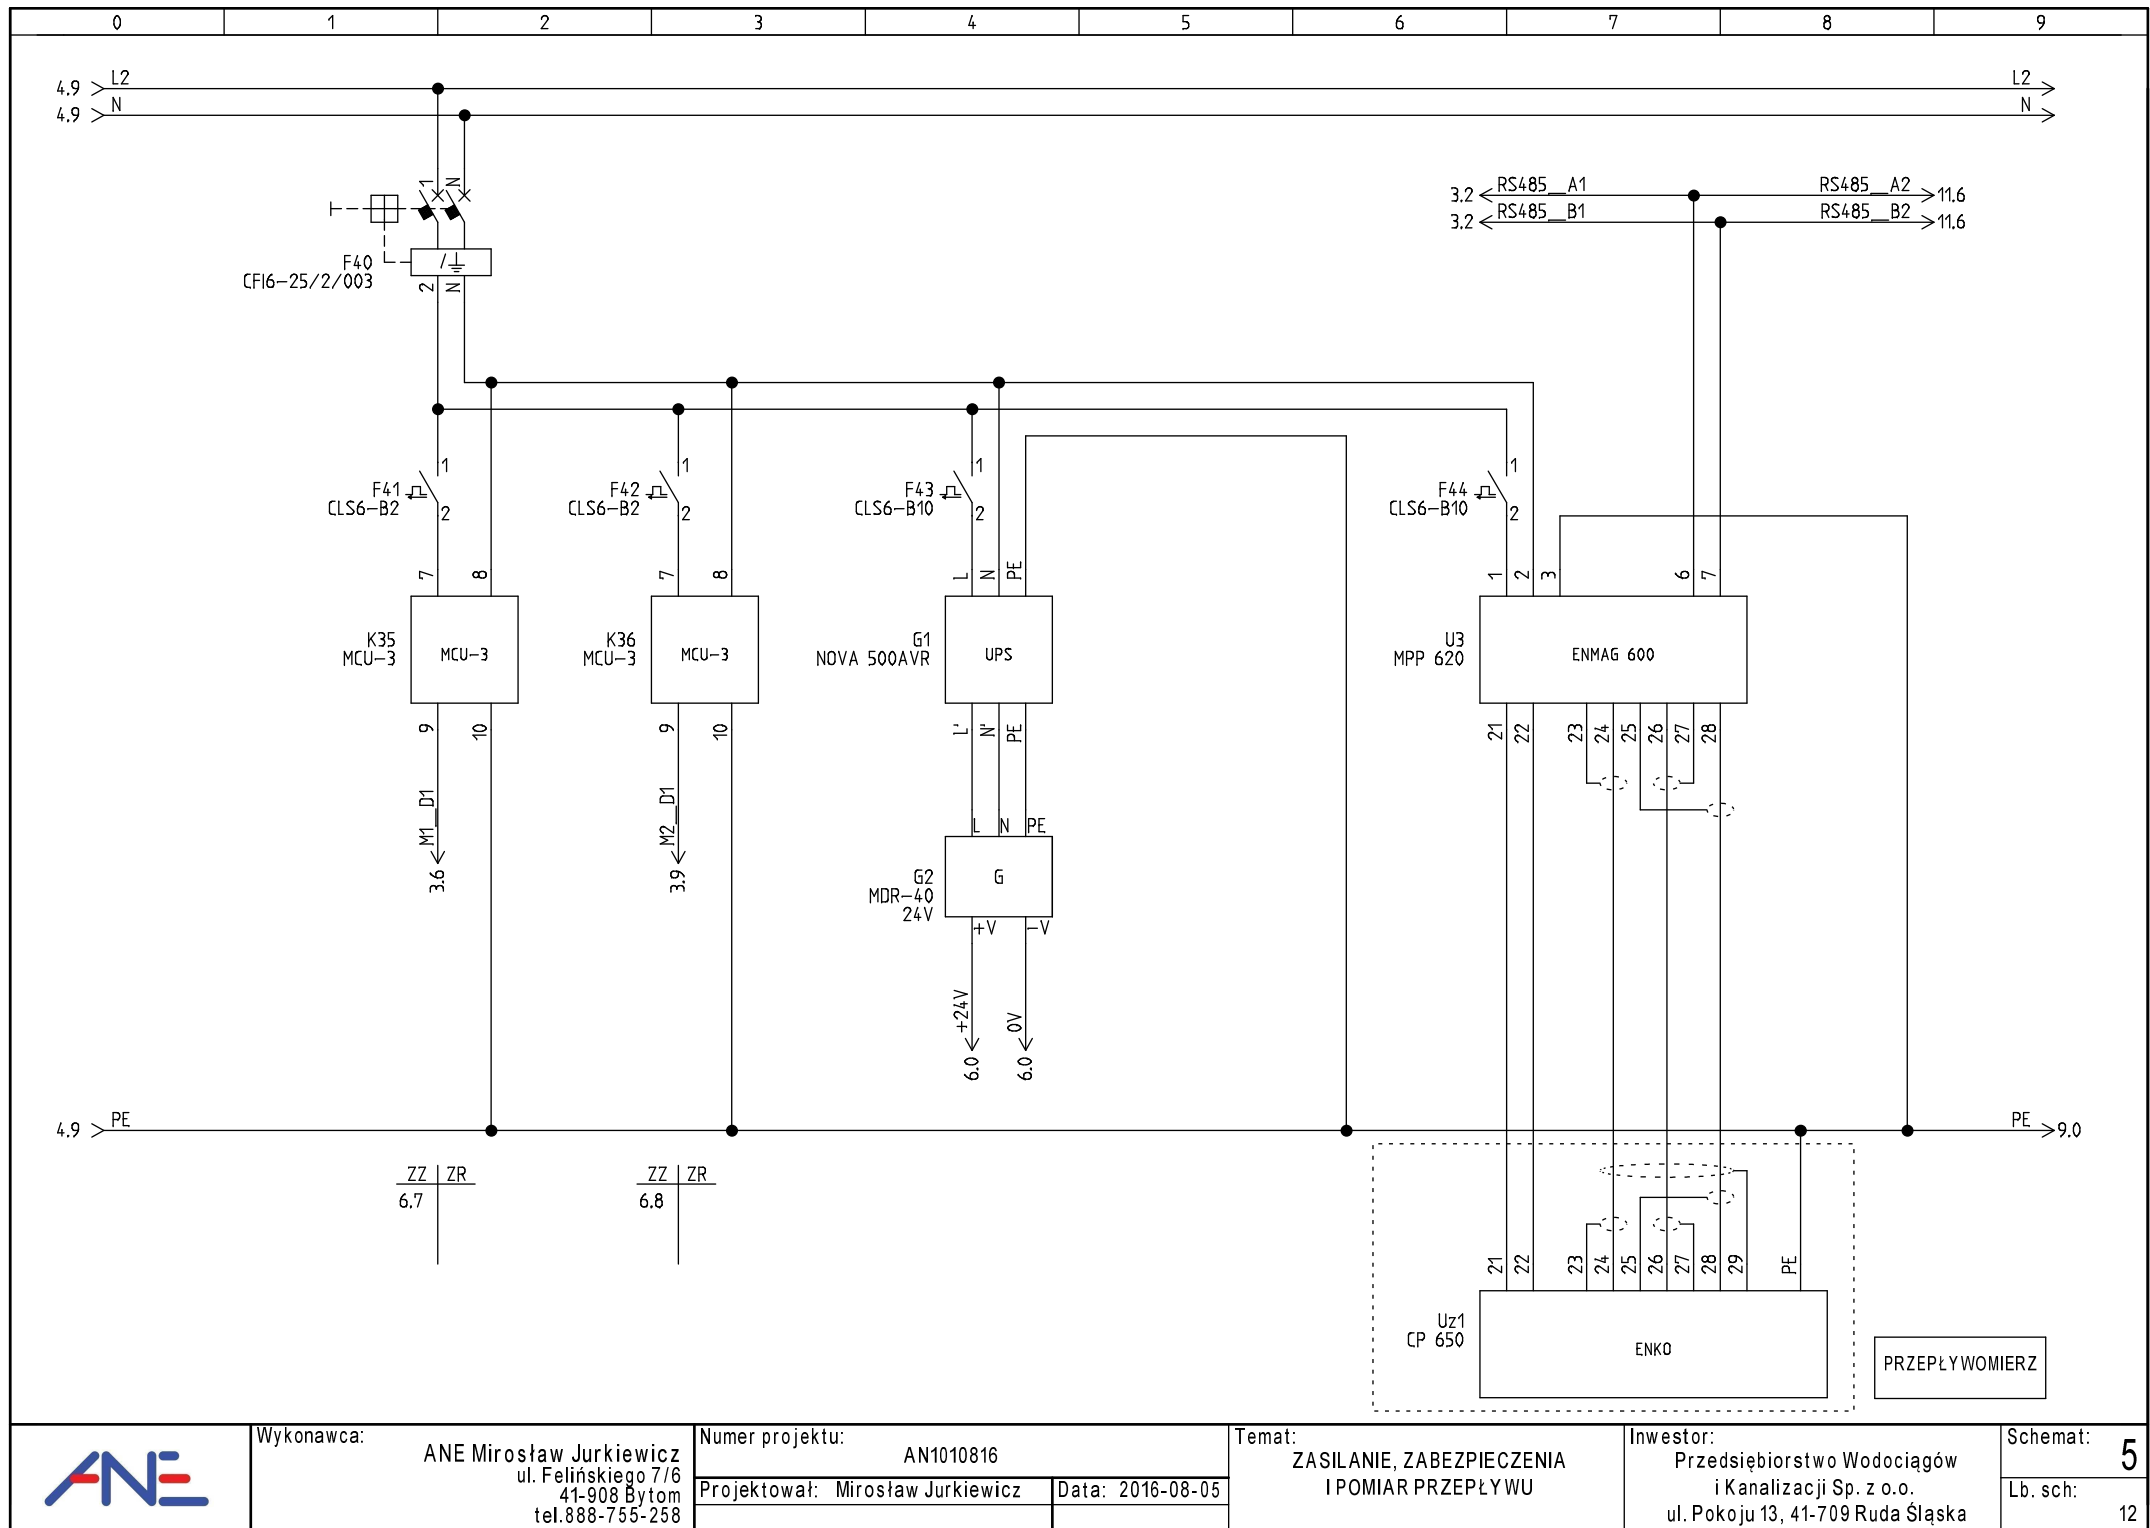 0 1 2 3 4 5 6 7 8 9
4.9 L2 L2
4.9 N N
1 N
3.2 RS485__A1 RS485__A2 11.6
3.2 RS485__B1 RS485__B2 11.6
F40
CFI6-25/2/003
2 N
F41
CLS6-B2
1
2
F42
CLS6-B2
1
2
F43
CLS6-B10
1
2
F44
CLS6-B10
1
2
7 8
7 8
L N PE
1 2 3 6 7
K35
MCU-3
MCU-3
K36
MCU-3
MCU-3
G1
NOVA 500AVR
UPS
U3
MPP 620
ENMAG 600
9 10
9 10
L' N' PE
21 22 23 24 25 26 27 28
M1__D1
3.6
M2__D1
3.9
L N PE
G2
MDR-40
24V
G
+V -V
+24V 0V
6.0 6.0
4.9 PE PE 9.0
ZZ ZR
6.7
ZZ ZR
6.8
21 22 23 24 25 26 27 28 29 PE
Uz1
CP 650
ENKO
PRZEPŁYWOMIERZ
ANE
Wykonawca:
ANE Mirosław Jurkiewicz
ul. Felińskiego 7/6
41-908 Bytom
tel.888-755-258
Numer projektu:
AN1010816
Projektował: Mirosław Jurkiewicz
Data: 2016-08-05
Temat:
ZASILANIE, ZABEZPIECZENIA
I POMIAR PRZEPŁYWU
Inwestor:
Przedsiębiorstwo Wodociągów
i Kanalizacji Sp. z o.o.
ul. Pokoju 13, 41-709 Ruda Śląska
Schemat:
5
Lb. sch:
12